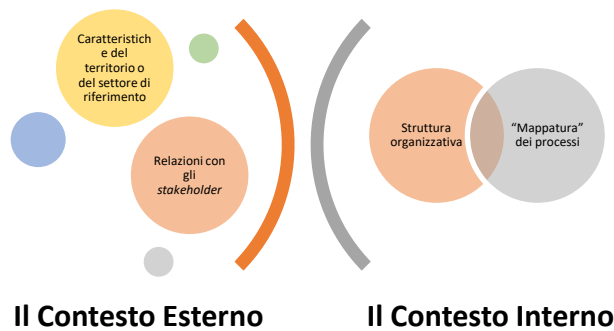 Caratteristich
e del
territorio o
del settore di
riferimento
Relazioni con
gli
stakeholder
Struttura
organizzativa
“Mappatura”
dei processi
Il Contesto Esterno
Il Contesto Interno